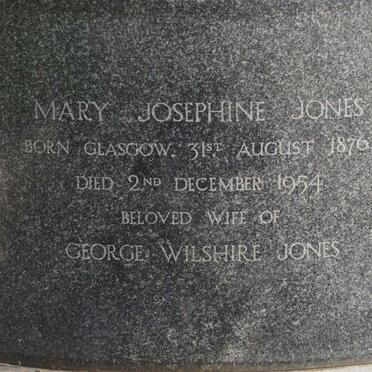 MARY JOSEPHINE JONES
BORN GLASGOW. 31ST AUGUST 1876
DIED 2ND DECEMBER 1954
BELOVED WIFE OF
GEORGE WILSHIRE JONES